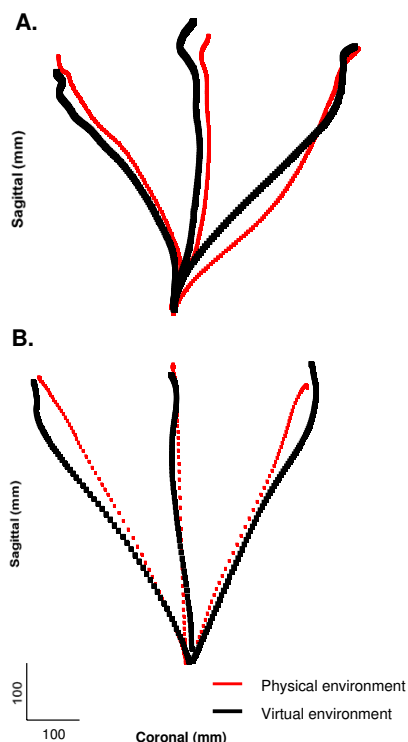 A.
Sagittal (mm)
B.
Sagittal (mm)
100
100
Coronal (mm)
Physical environment
Virtual environment